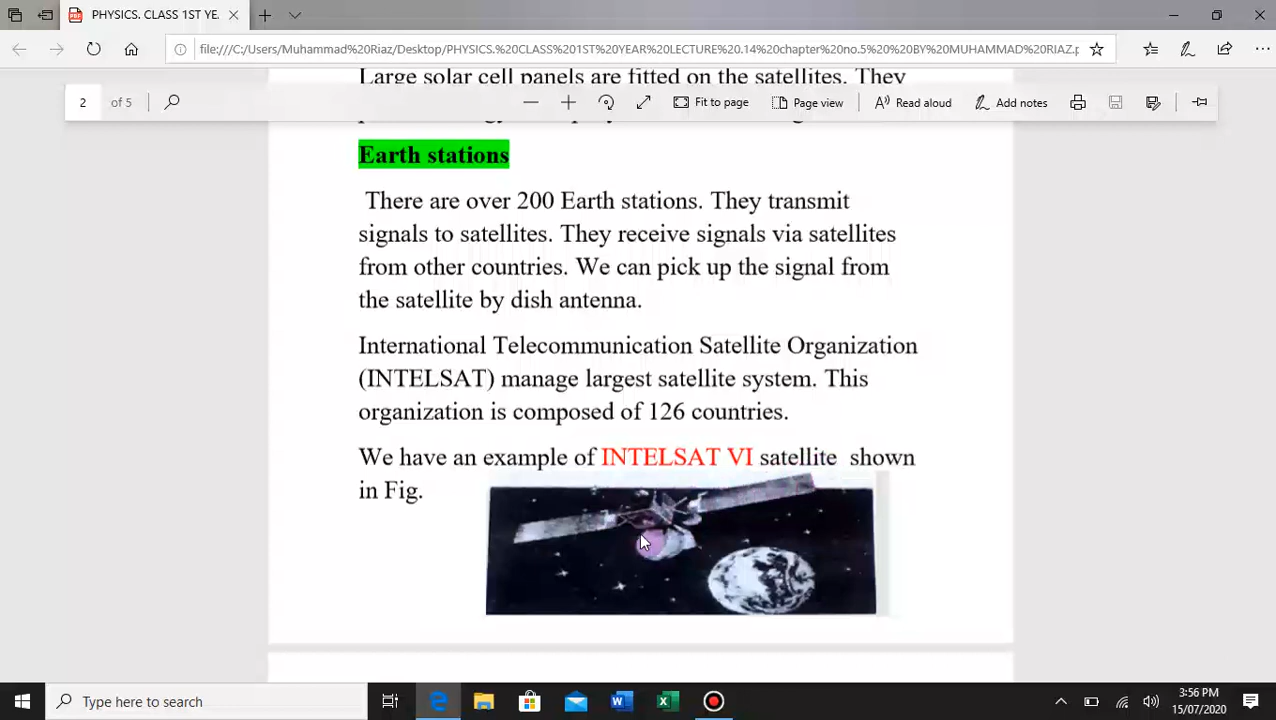 PHYSICS. CLASS 1ST YE.
file:///C:/Users/Muhammad%20Riaz/Desktop/PHYSICS.%20CLASS%201ST%20YEAR%20LECTURE%20.14%20chapter%20no.5%20%20BY%20MUHAMMAD%20RIAZ.p
Large solar cell panels are fitted on the satellites. They
2 of 5 Fit to page Page view Read aloud Add notes
Earth stations
There are over 200 Earth stations. They transmit
signals to satellites. They receive signals via satellites
from other countries. We can pick up the signal from
the satellite by dish antenna.
International Telecommunication Satellite Organization
(INTELSAT) manage largest satellite system. This
organization is composed of 126 countries.
We have an example of INTELSAT VI satellite shown
in Fig.
Type here to search
3:56 PM
15/07/2020